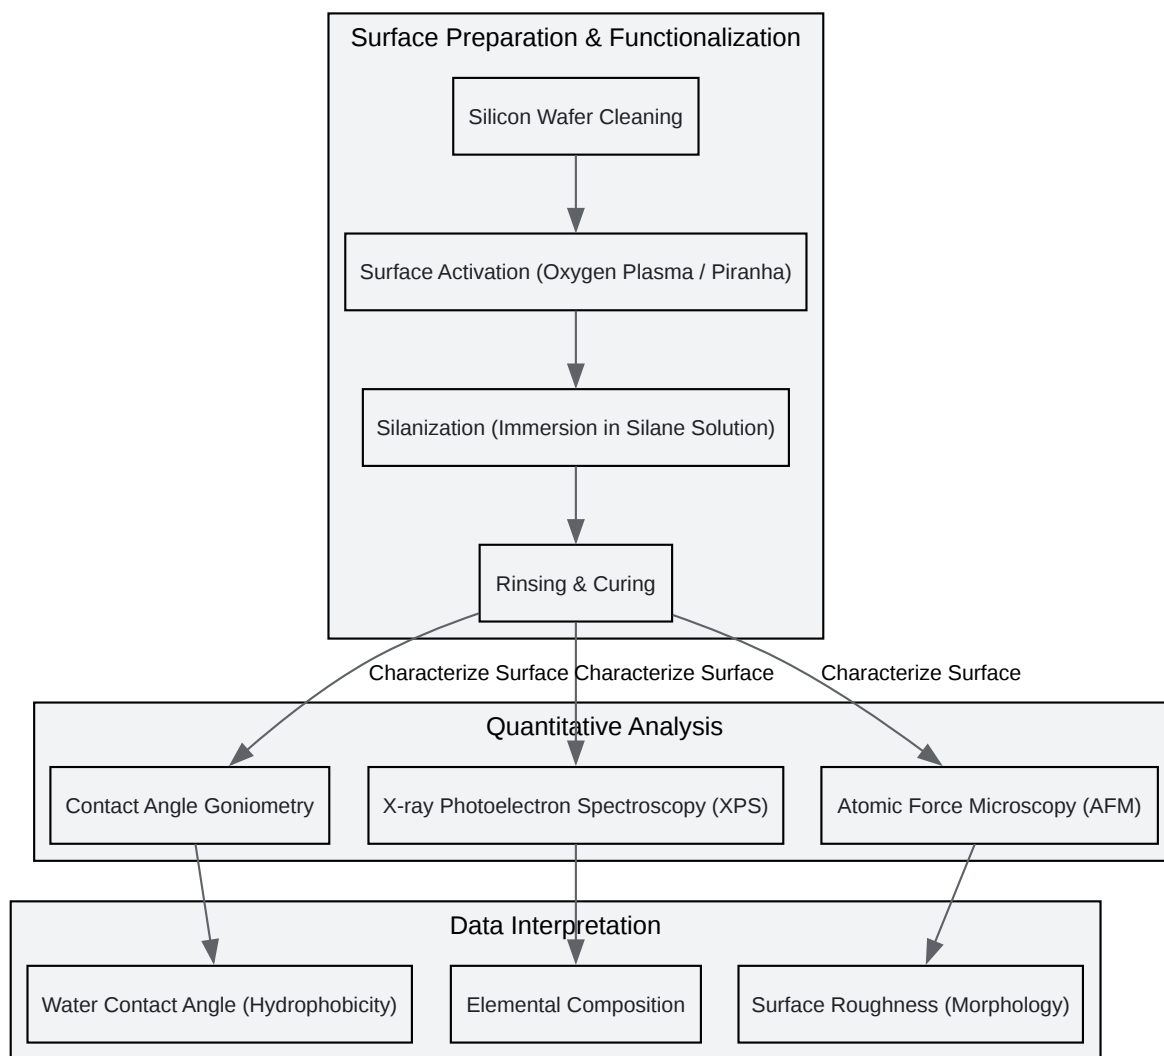 Surface Preparation & Functionalization
Silicon Wafer Cleaning
Surface Activation (Oxygen Plasma / Piranha)
Silanization (Immersion in Silane Solution)
Rinsing & Curing
Characterize Surface
Characterize Surface
Characterize Surface
Quantitative Analysis
Contact Angle Goniometry
X-ray Photoelectron Spectroscopy (XPS)
Atomic Force Microscopy (AFM)
Data Interpretation
Water Contact Angle (Hydrophobicity)
Elemental Composition
Surface Roughness (Morphology)